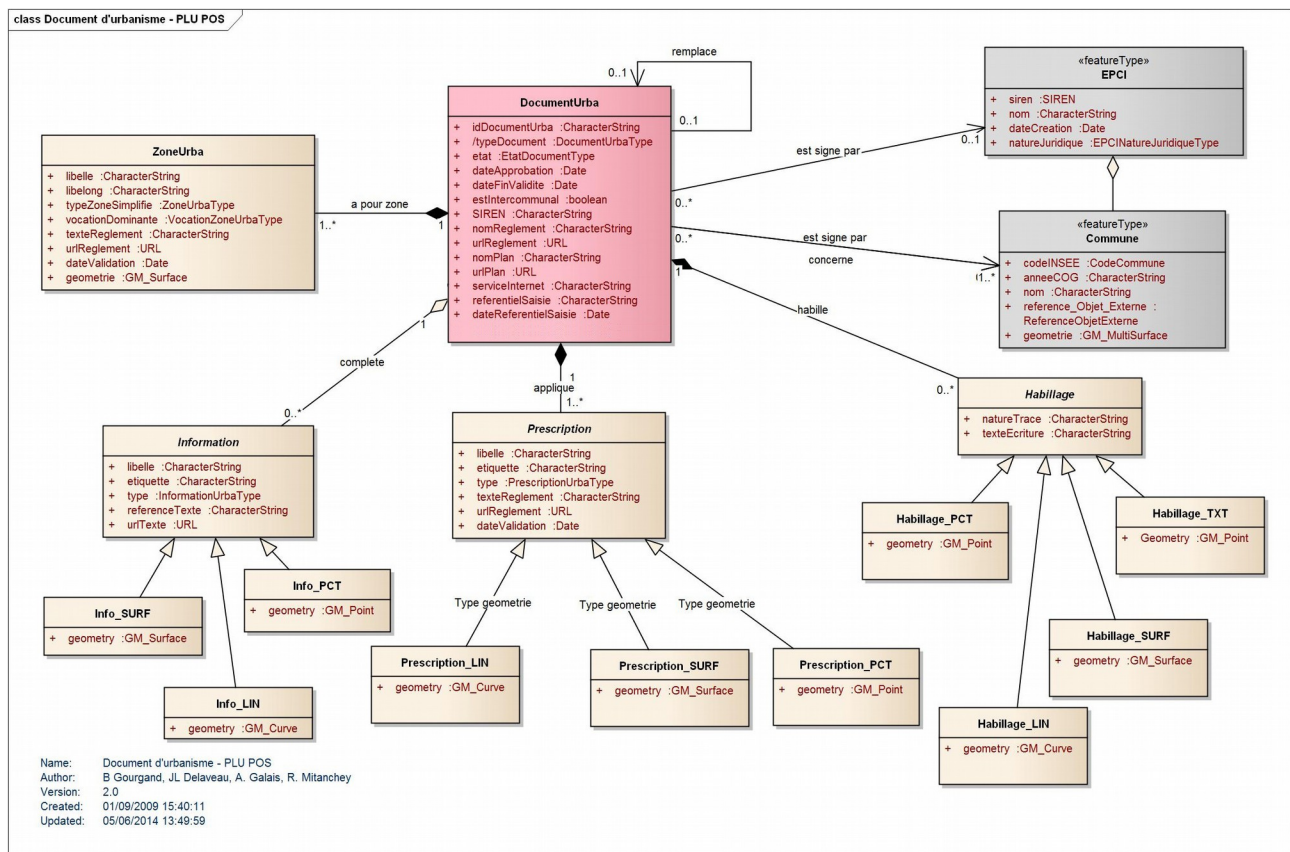 class Document d'urbanisme - PLU POS
remplace
0..1
0..1
DocumentUrba
+ idDocumentUrba :CharacterString
+ /typeDocument :DocumentUrbaType
+ etat :EtatDocumentType
+ dateApprobation :Date
+ dateFinValidite :Date
+ estIntercommunal :boolean
+ SIREN :CharacterString
+ nomReglement :CharacterString
+ urlReglement :URL
+ nomPlan :CharacterString
+ urlPlan :URL
+ serviceInternet :CharacterString
+ referentielSaisie :CharacterString
+ dateReferentielSaisie :Date
«featureType»
EPCI
+ siren :SIREN
+ nom :CharacterString
+ dateCreation :Date
+ natureJuridique :EPCINatureJuridiqueType
est signe par
0..1
0..*
ZoneUrba
+ libelle :CharacterString
+ libelong :CharacterString
+ typeZoneSimplifie :ZoneUrbaType
+ vocationDominante :VocationZoneUrbaType
+ texteReglement :CharacterString
+ urlReglement :URL
+ dateValidation :Date
+ geometrie :GM_Surface
a pour zone
1..*
1
«featureType»
Commune
+ codeINSEE :CodeCommune
+ anneeCOG :CharacterString
+ nom :CharacterString
+ reference_Objet_Externe :
ReferenceObjetExterne
+ geometrie :GM_MultiSurface
0..*
est signe par
concerne
1..*
1
habille
0..*
1
complete
0..*
1
applique
1..*
Habillage
+ natureTrace :CharacterString
+ texteEcriture :CharacterString
Information
+ libelle :CharacterString
+ etiquette :CharacterString
+ type :InformationUrbaType
+ referenceTexte :CharacterString
+ urlTexte :URL
Prescription
+ libelle :CharacterString
+ etiquette :CharacterString
+ type :PrescriptionUrbaType
+ texteReglement :CharacterString
+ urlReglement :URL
+ dateValidation :Date
Habillage_PCT
+ geometry :GM_Point
Habillage_TXT
+ Geometry :GM_Point
Info_PCT
+ geometry :GM_Point
Info_SURF
+ geometry :GM_Surface
Type geometrie
Type geometrie
Type geometrie
Habillage_SURF
+ geometry :GM_Surface
Prescription_LIN
+ geometry :GM_Curve
Prescription_SURF
+ geometry :GM_Surface
Prescription_PCT
+ geometry :GM_Point
Info_LIN
+ geometry :GM_Curve
Habillage_LIN
+ geometry :GM_Curve
Name: Document d'urbanisme - PLU POS
Author: B Gourgand, JL Delaveau, A. Galais, R. Mitanchey
Version: 2.0
Created: 01/09/2009 15:40:11
Updated: 05/06/2014 13:49:59